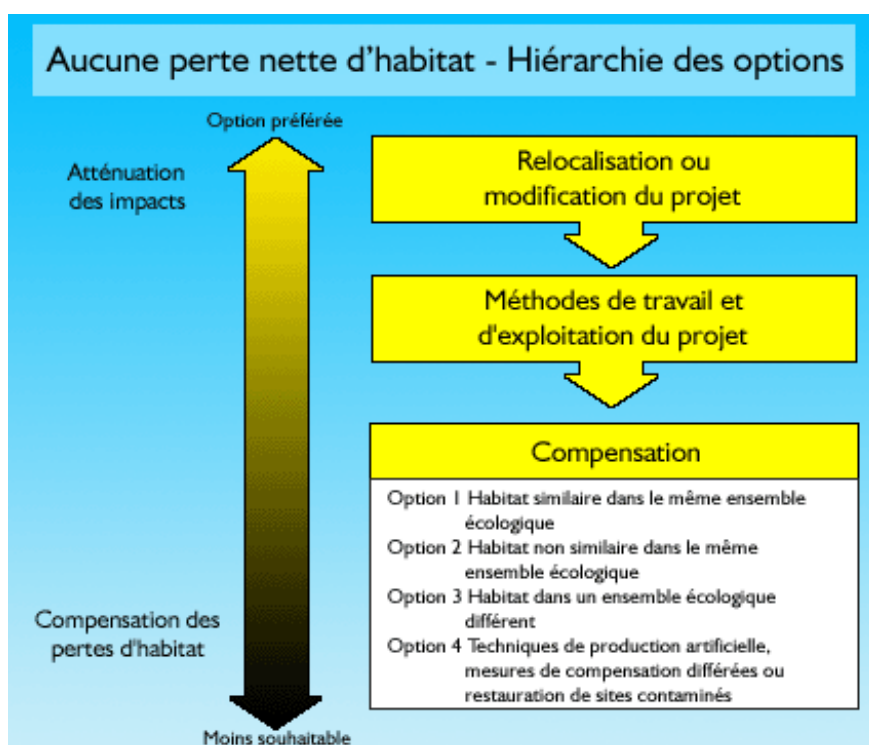 Aucune perte nette d'habitat - Hiérarchie des options
Option préférée
Atténuation
des impacts
Relocalisation ou
modification du projet
Méthodes de travail et
d'exploitation du projet
Compensation
Option 1 Habitat similaire dans le même ensemble
écologique
Option 2 Habitat non similaire dans le même
ensemble écologique
Option 3 Habitat dans un ensemble écologique
différent
Option 4 Techniques de production artificielle,
mesures de compensation différées ou
restauration de sites contaminés
Compensation des
pertes d'habitat
Moins souhaitable